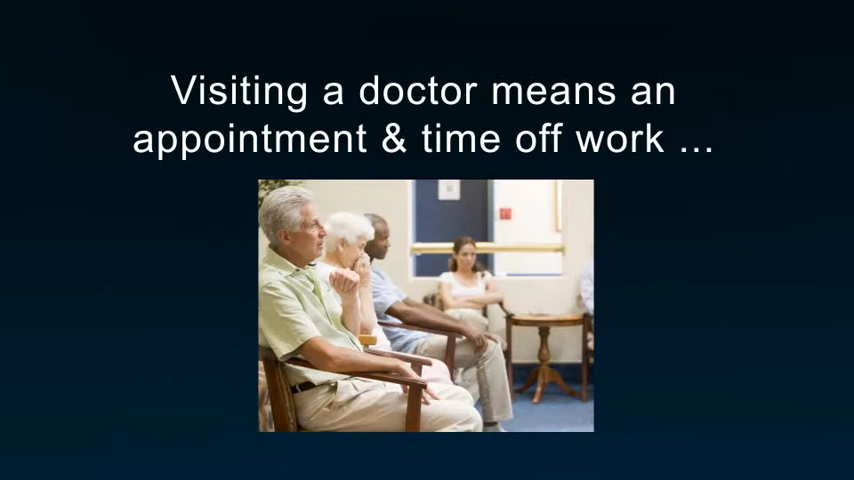 Visiting a doctor means an
appointment & time off work ...